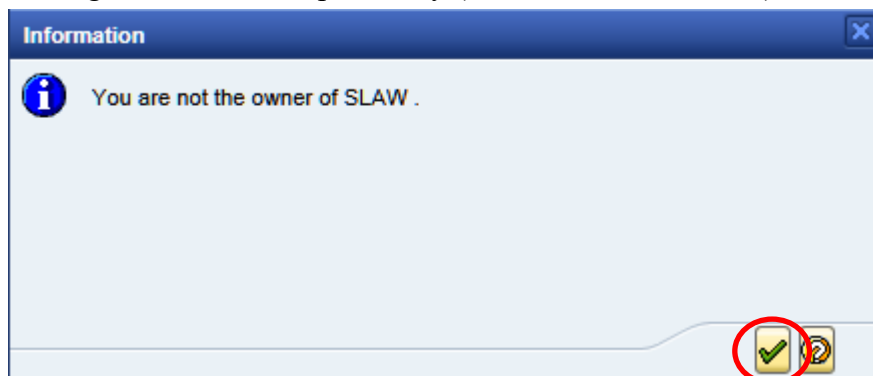 Information
You are not the owner of SLAW .